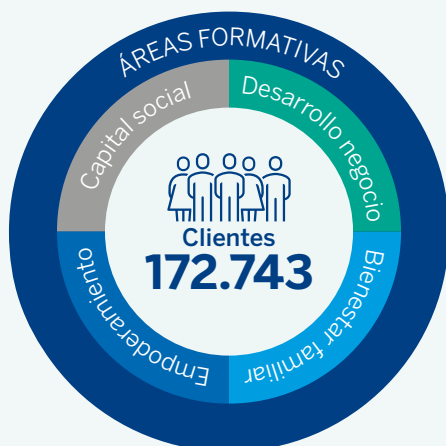 ÁREAS FORMATIVAS
Capital social
Desarrollo negocio
Clientes
172.743
Empoderamiento
Bienestar familiar